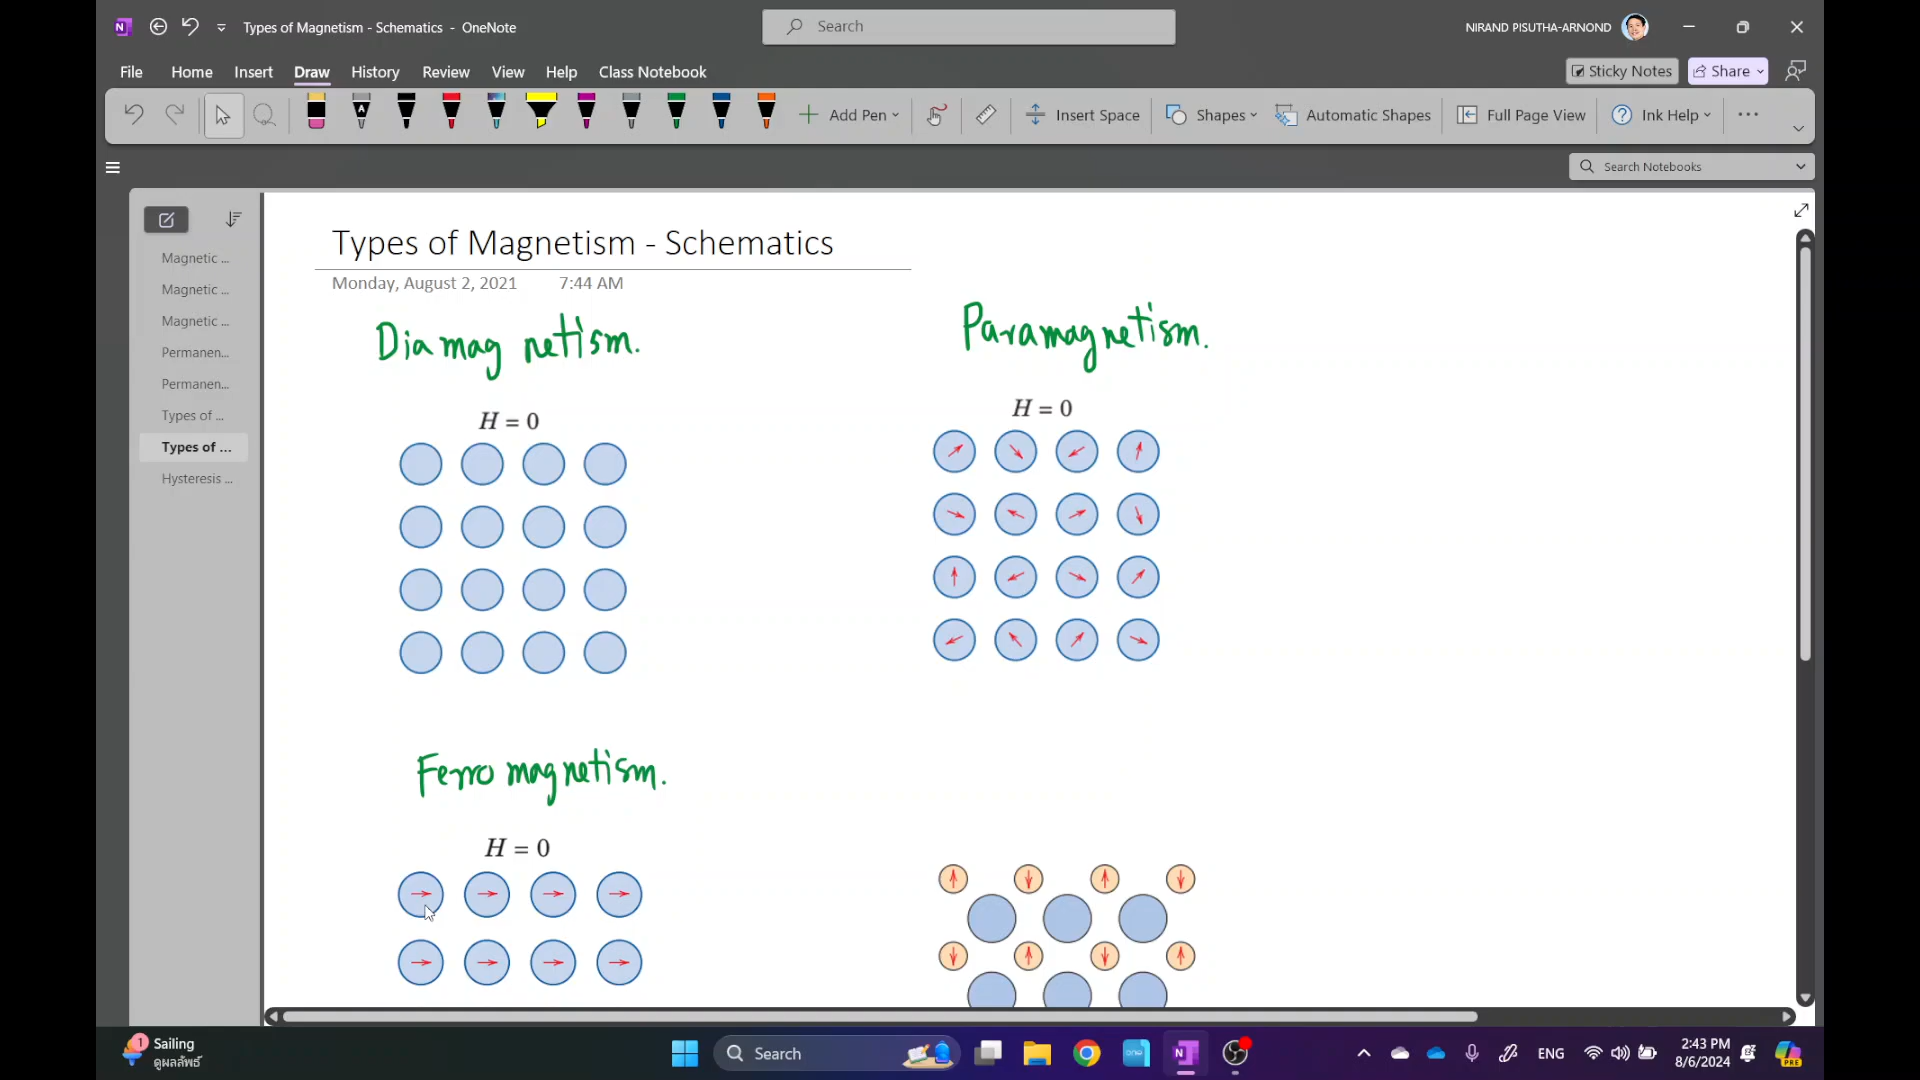 Types of Magnetism - Schematics - OneNote
Search
NIRAND PISUTHA-ARNOND
File Home Insert Draw History Review View Help Class Notebook
Sticky Notes Share
Add Pen Insert Space Shapes Automatic Shapes Full Page View Ink Help
Search Notebooks
Magnetic ...
Magnetic ...
Magnetic ...
Permanen...
Permanen...
Types of ...
Types of ...
Hysteresis ...
Types of Magnetism - Schematics
Monday, August 2, 2021 7:44 AM
Diamagnetism.
H = 0
Paramagnetism.
H = 0
Ferromagnetism.
H = 0
1
Sailing
ดูผลลัพธ์
Search
one
ENG
2:43 PM
8/6/2024
PRE